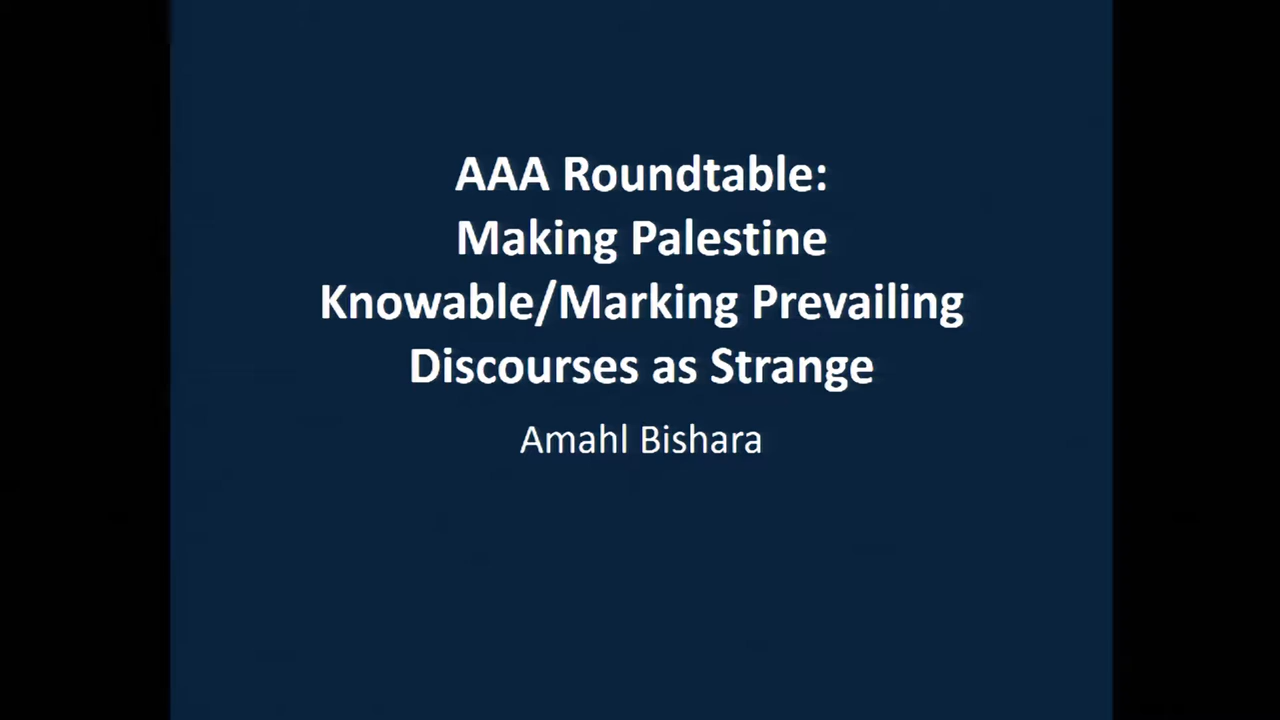 AAA Roundtable:
Making Palestine
Knowable/Marking Prevailing
Discourses as Strange
Amahl Bishara